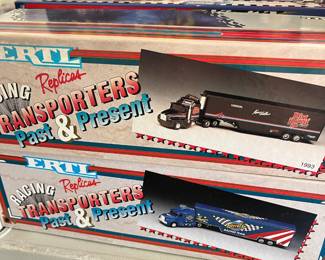 ERTL
Replicas
RACING
TRANSPORTERS
Past & Present
1993
ERTL
Replicas
RACING
TRANSPORTERS
Past & Present